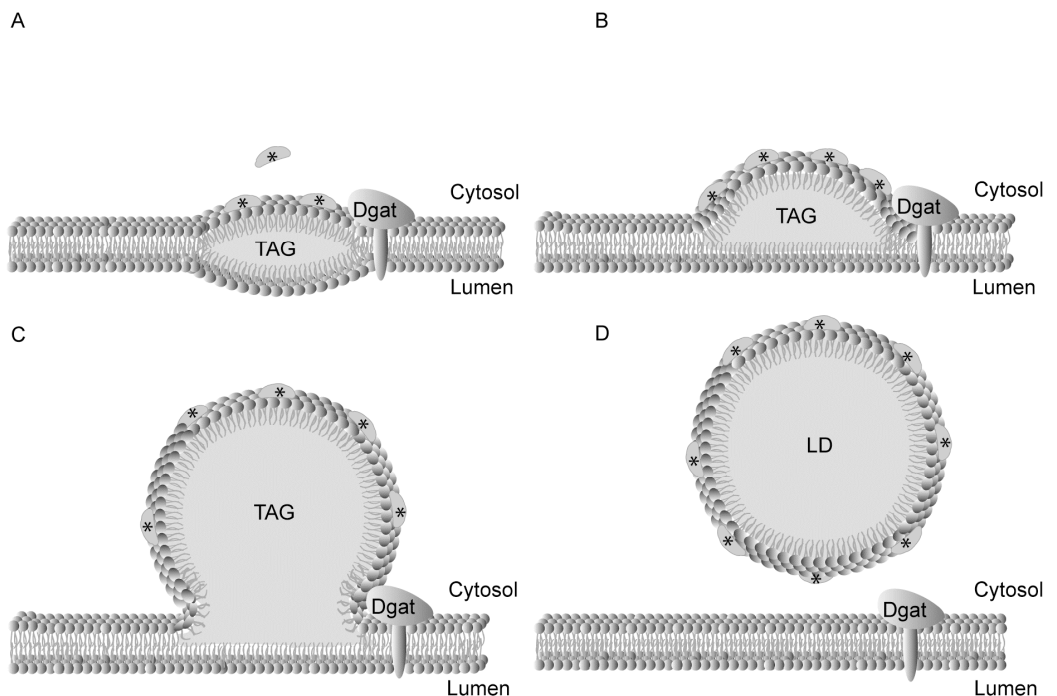 A
*
* *
Dgat
Cytosol
TAG
Lumen
B
* *
* *
Dgat
Cytosol
TAG
Lumen
C
*
* *
* *
TAG
Dgat
Cytosol
Lumen
D
*
* *
* LD *
* *
*
Dgat
Cytosol
Lumen